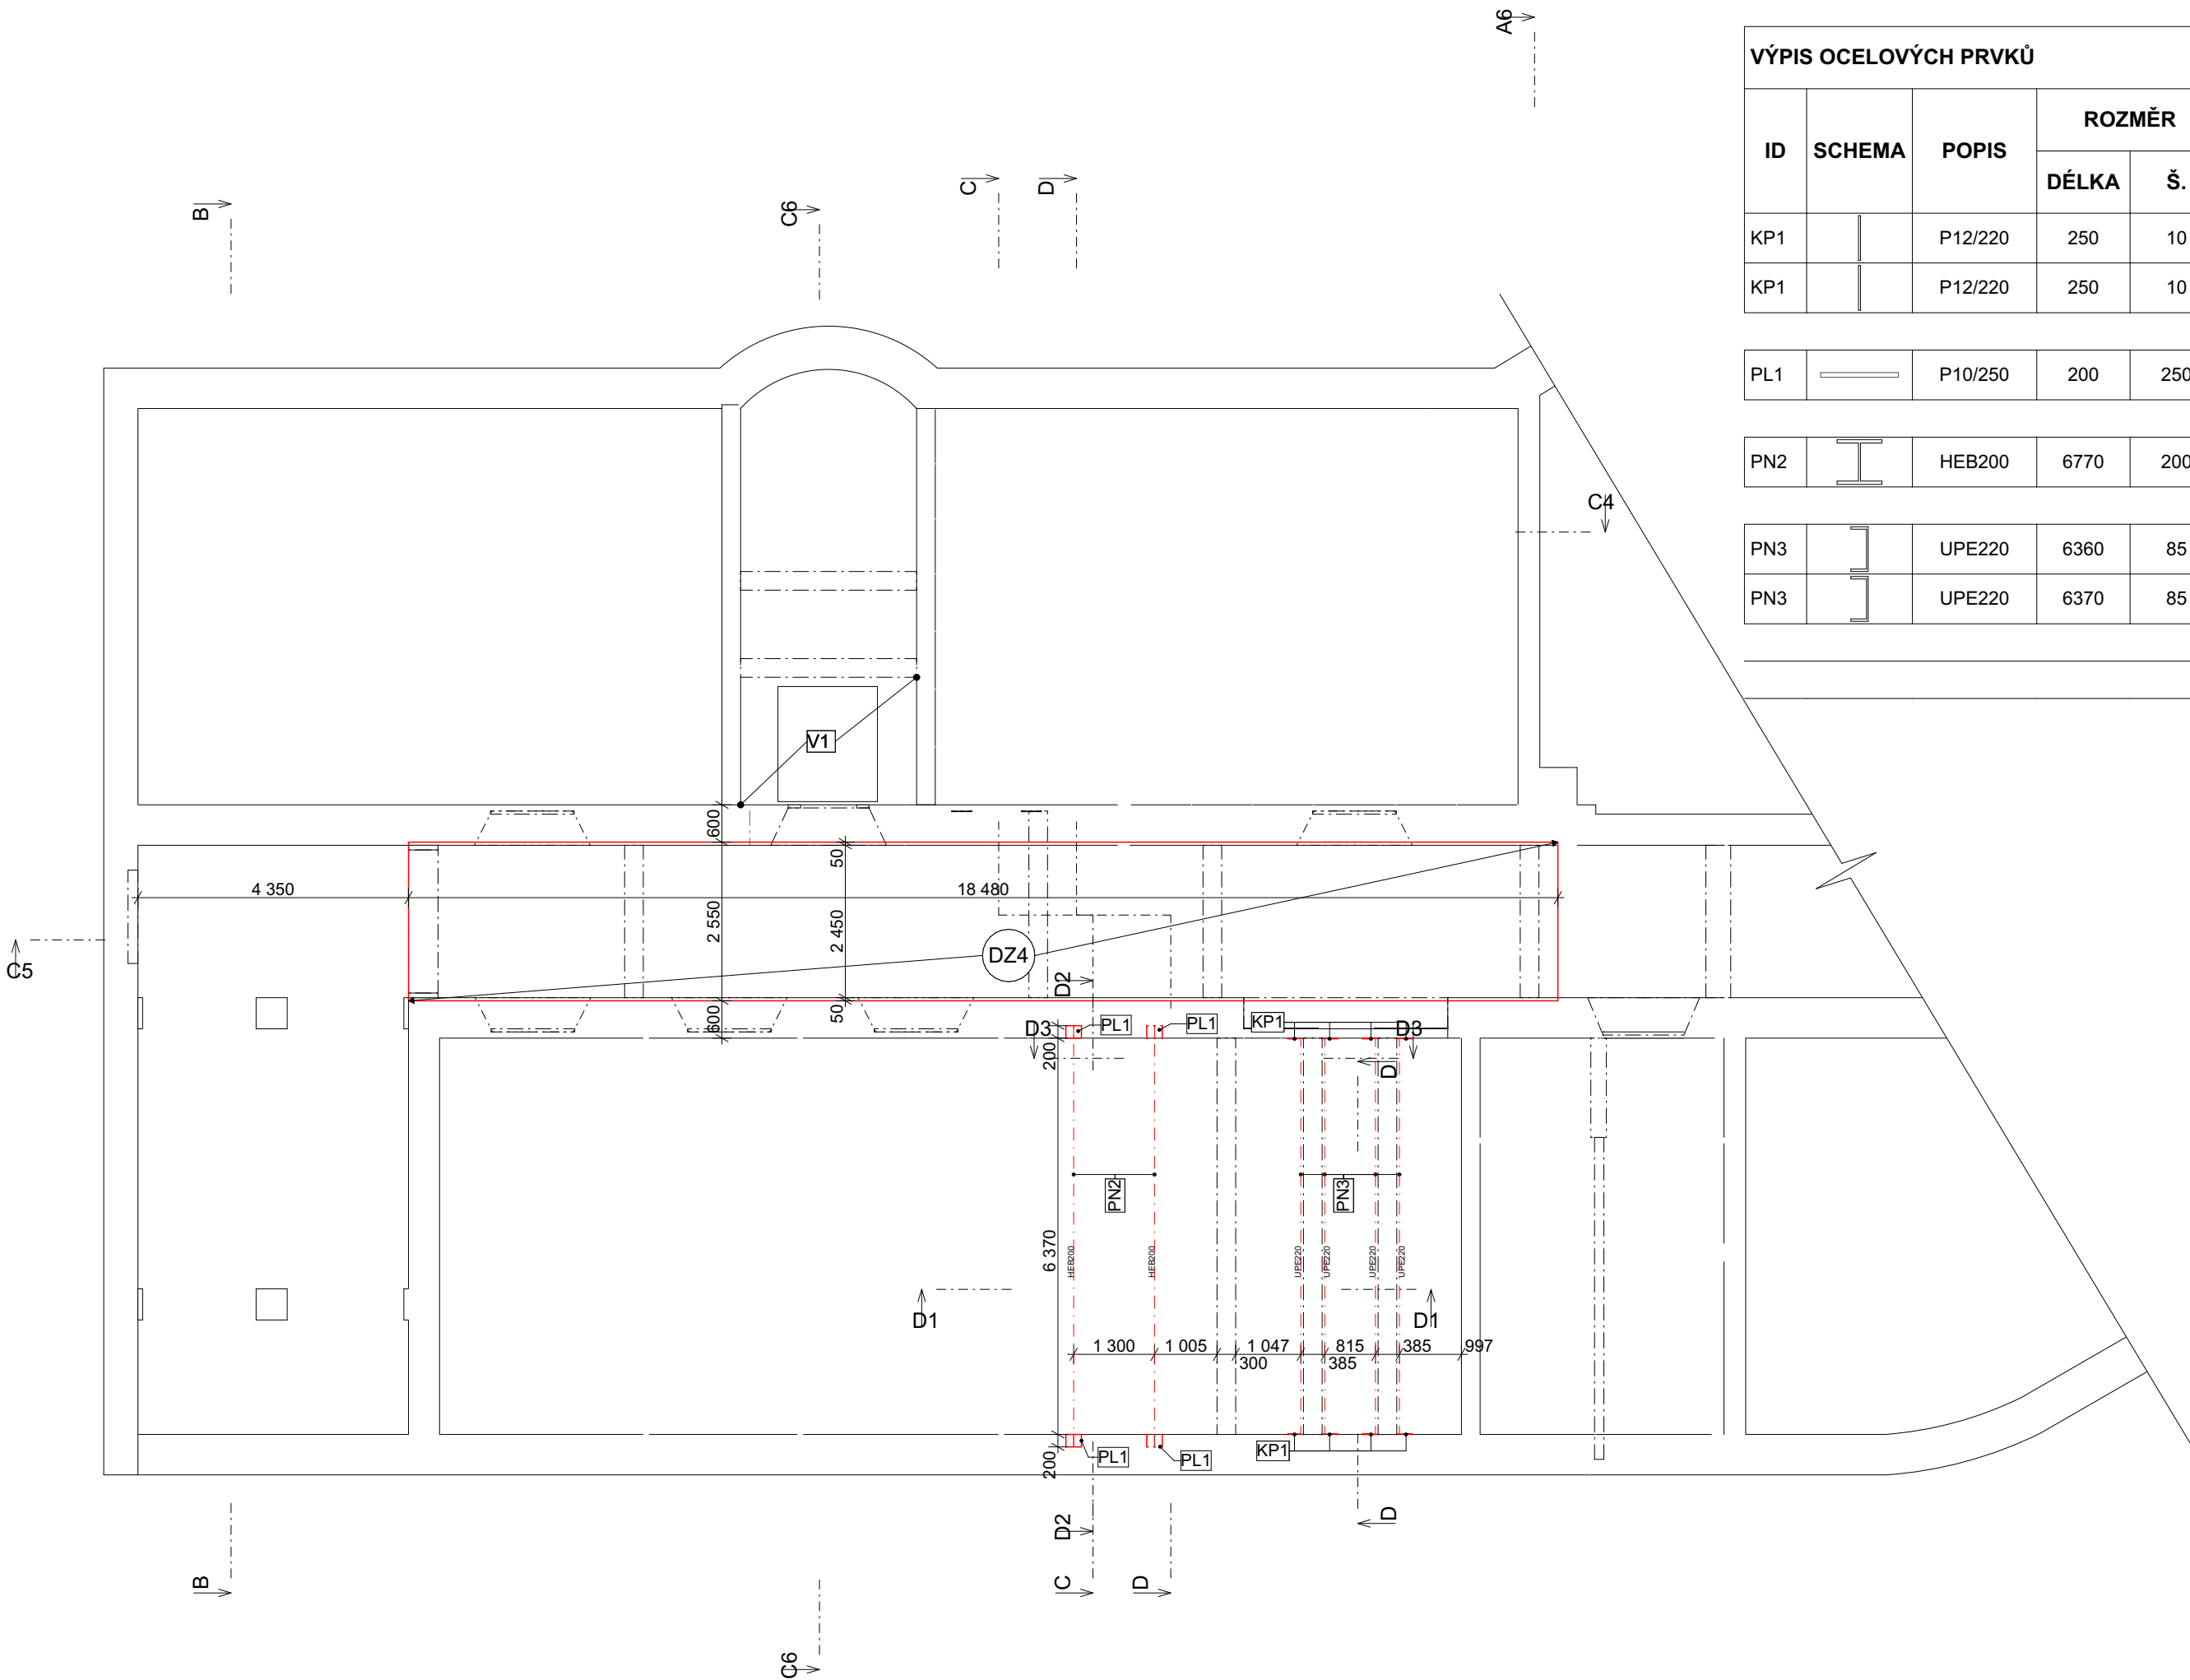 A6
VÝPIS OCELOVÝCH PRVKŮ
ID SCHEMA POPIS ROZMĚR
DÉLKA Š.
KP1 P12/220 250 10
KP1 P12/220 250 10
PL1 P10/250 200 250
PN2 HEB200 6770 200
PN3 UPE220 6360 85
PN3 UPE220 6370 85
B
C6
C
D
C4
V1
600
50
4 350
18 480
2 550
2 450
DZ4
C5
D2
600
50
D3
PL1
PL1
KP1
D3
200
D
PN2
PN3
6 370
HEB200
HEB200
UPE220
UPE220
UPE220
UPE220
D1
D1
1 300
1 005
1 047
815
385
997
300
385
200
PL1
PL1
KP1
D2
D
B
C
D
C6